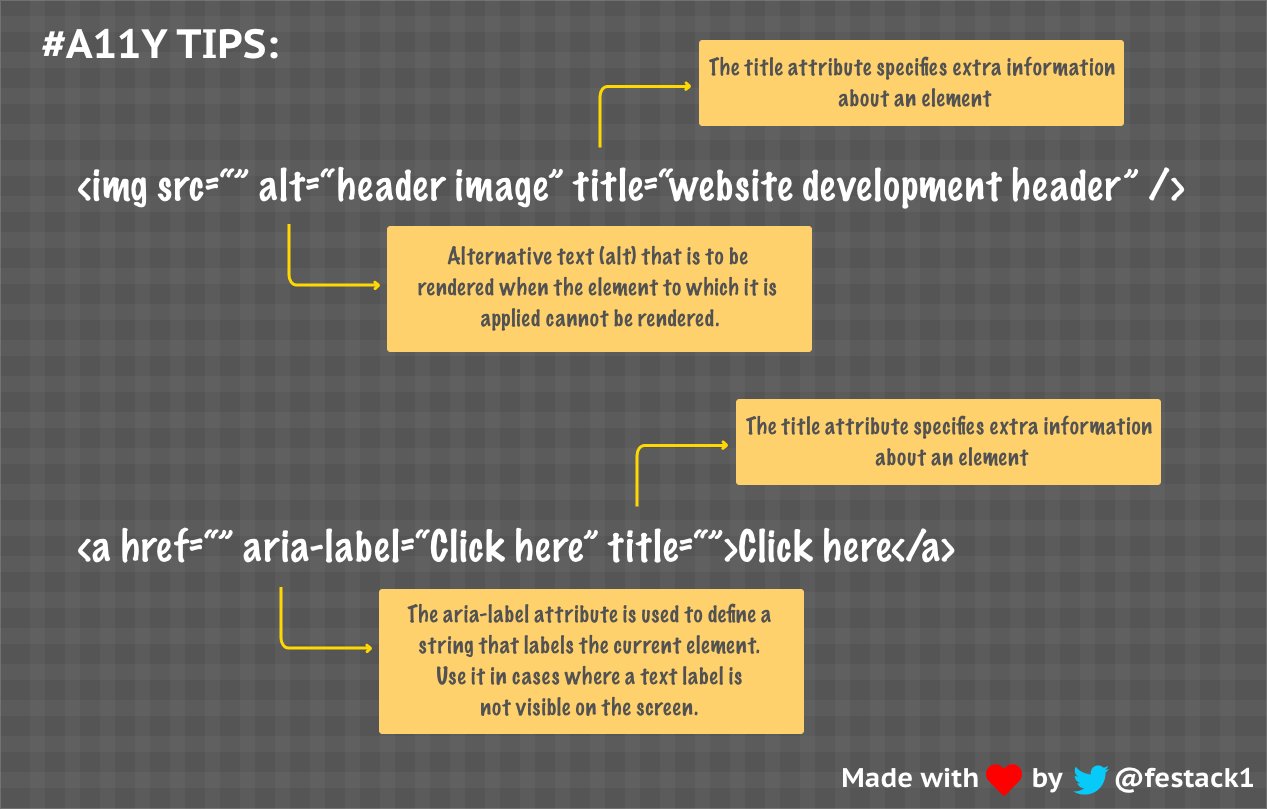 #A11Y TIPS:
The title attribute specifies extra information
about an element
<img src=“” alt=“header image” title=“website development header” />
Alternative text (alt) that is to be
rendered when the element to which it is
applied cannot be rendered.
The title attribute specifies extra information
about an element
<a href=“” aria-label=“Click here” title=“”>Click here</a>
The aria-label attribute is used to define a
string that labels the current element.
Use it in cases where a text label is
not visible on the screen.
Made with ❤ by @festack1